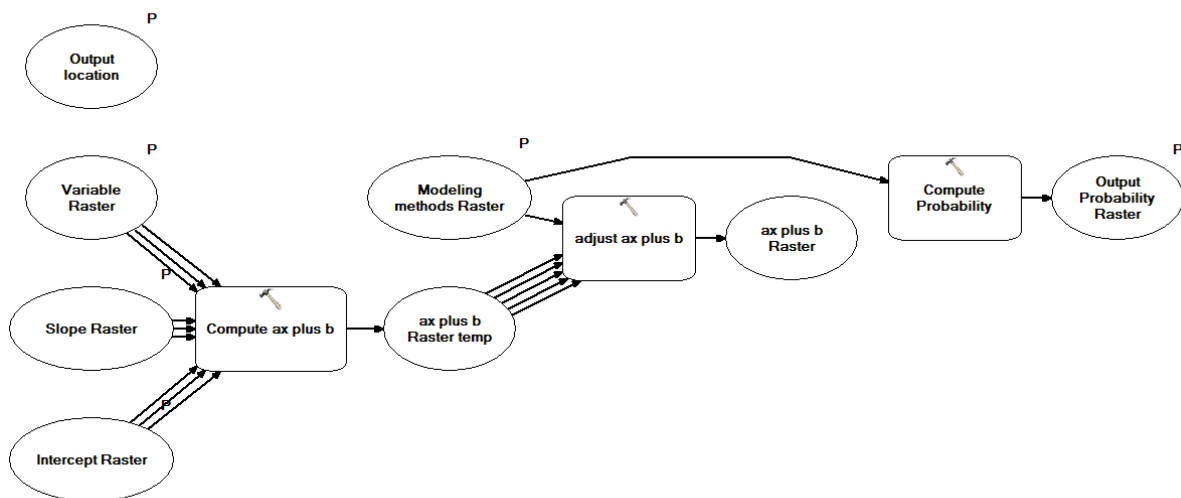 P
Output
location
P
Variable
Raster
P
Slope Raster
P
Intercept Raster
Compute ax plus b
ax plus b
Raster temp
P
Modeling
methods Raster
adjust ax plus b
ax plus b
Raster
Compute
Probability
P
Output
Probability
Raster